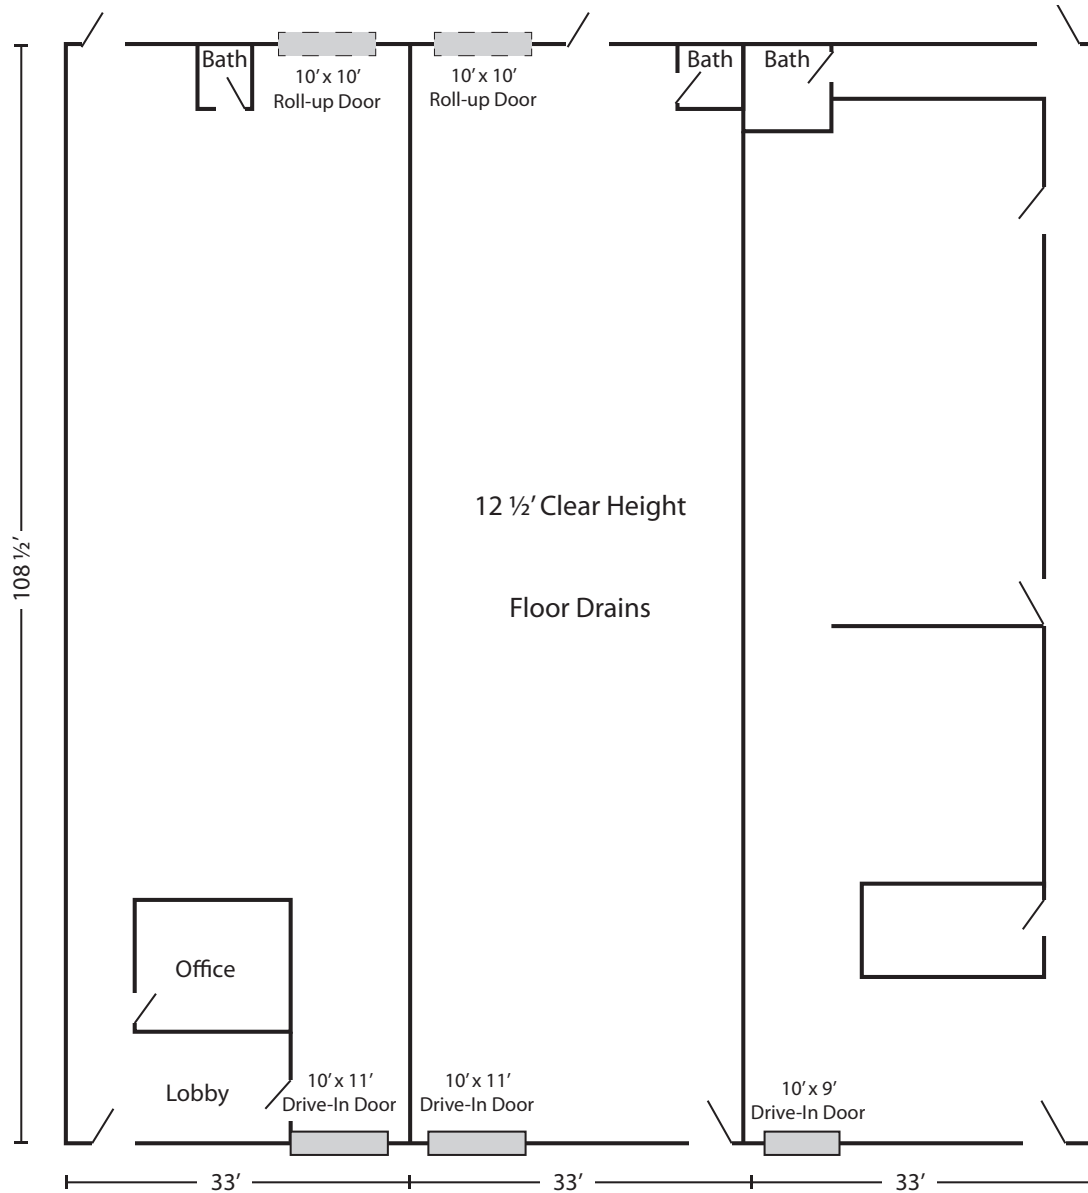 Bath
10’ x 10’
Roll-up Door
10’ x 10’
Roll-up Door
Bath
Bath
12 ½’ Clear Height
Floor Drains
108 ½’
Office
Lobby
10’ x 11’
Drive-In Door
10’ x 11’
Drive-In Door
10’ x 9’
Drive-In Door
33’
33’
33’